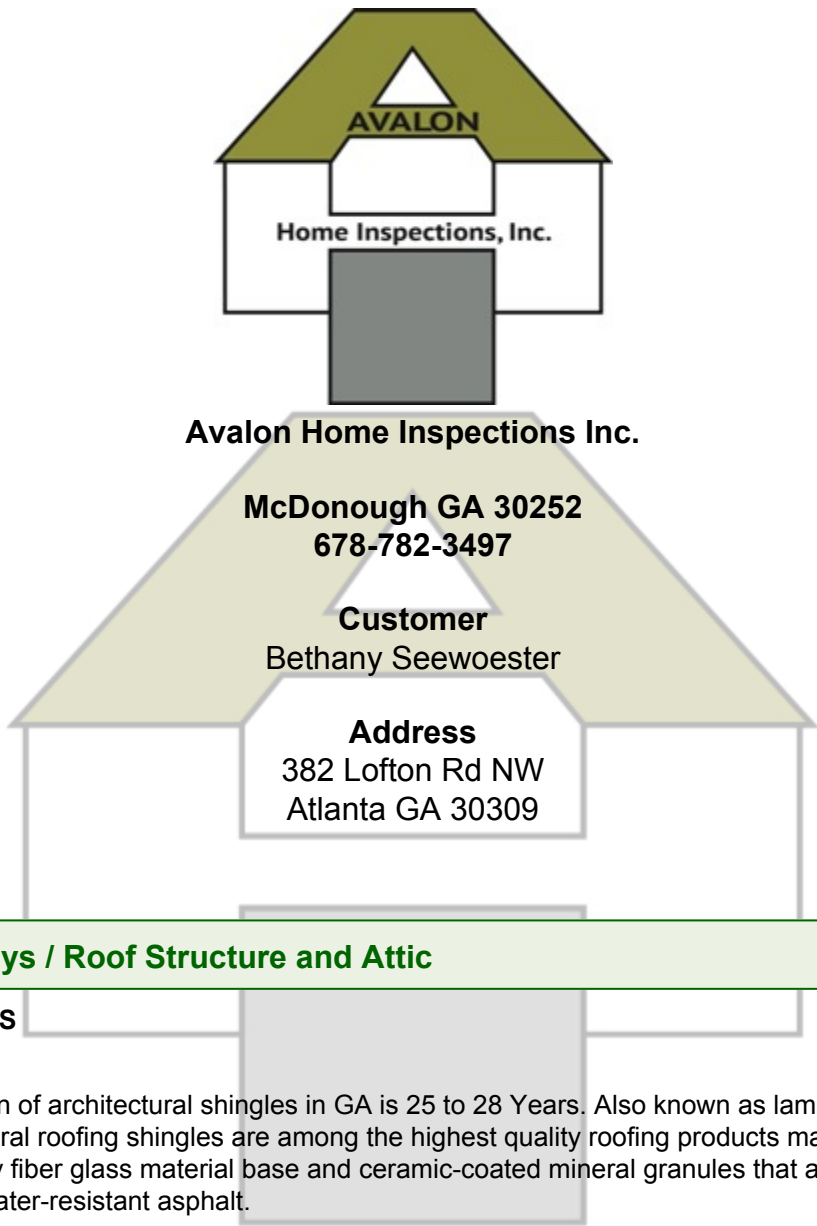 AVALON
Home Inspections, Inc.
Avalon Home Inspections Inc.
McDonough GA 30252
678-782-3497
Customer
Bethany Seewoester
Address
382 Lofton Rd NW
Atlanta GA 30309
ys / Roof Structure and Attic
s
n of architectural shingles in GA is 25 to 28 Years. Also known as lam
ral roofing shingles are among the highest quality roofing products ma
y fiber glass material base and ceramic-coated mineral granules that a
ater-resistant asphalt.